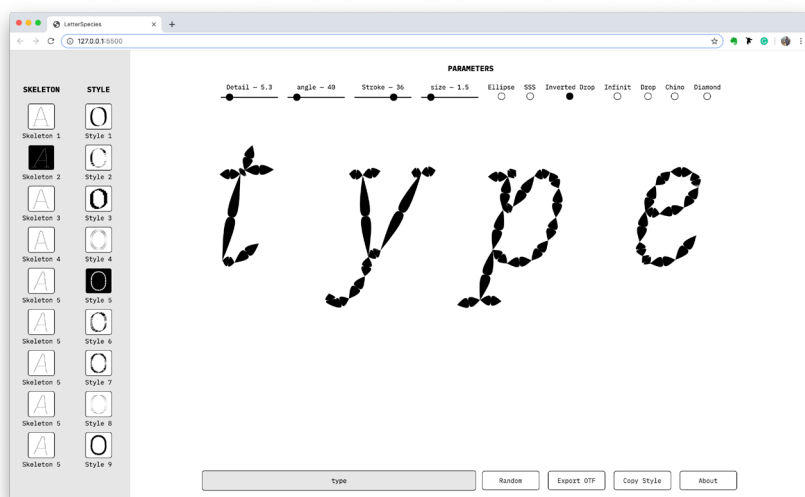 LetterSpecies
127.0.0.1:5500
PARAMETERS
Detail — 5.3 angle — 40 Stroke — 36 size — 1.5 Ellipse SSS Inverted Drop Infinit Drop Chino Diamond
SKELETON STYLE
Skeleton 1 Style 1
Skeleton 2 Style 2
Skeleton 3 Style 3
Skeleton 4 Style 4
Skeleton 5 Style 5
Skeleton 5 Style 6
Skeleton 5 Style 7
Skeleton 5 Style 8
Skeleton 5 Style 9
type
type Random Export OTF Copy Style About